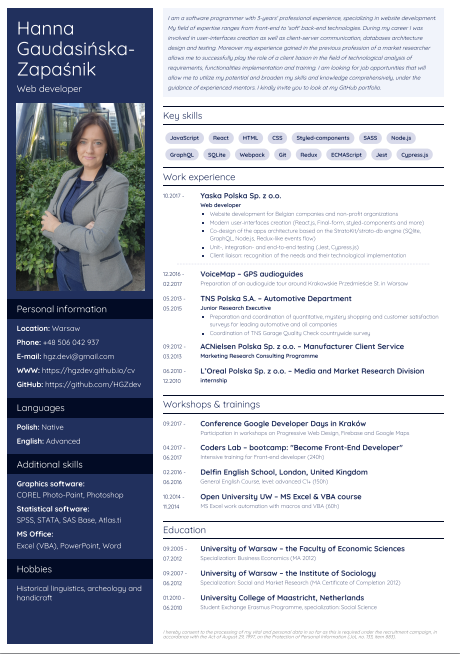 Hanna
Gaudasińska-
Zapaśnik
Web developer
Personal information
Location: Warsaw
Phone: +48 506 042 937
E-mail: hgz.devi@gmail.com
WWW: https://hgzdev.github.io/cv
GitHub: https://github.com/HGZdev
Languages
Polish: Native
English: Advanced
Additional skills
Graphics software:
COREL Photo-Paint, Photoshop
Statistical software:
SPSS, STATA, SAS Base, Atlas.ti
MS Office:
Excel (VBA), PowerPoint, Word
Hobbies
Historical linguistics, archeology and
handicraft
I am a software programmer with 3-years' professional experience, specializing in website development.
My field of expertise ranges from front-end to 'soft' back-end technologies. During my career I was
involved in user-interfaces creation as well as client-server communication; databases architecture
design and testing. Moreover my experience gained in the previous profession of a market researcher
allows me to successfully play the role of a client liaison in the field of technological analysis of
requirements, functionalities implementation and training. I am looking for job opportunities that will
allow me to utilize my potential and broaden my skills and knowledge comprehensively, under the
guidance of experienced mentors. I kindly invite you to look at my GitHub portfolio.
Key skills
JavaScript React HTML CSS Styled-components SASS Node.js
GraphQL SQLite Webpack Git Redux ECMAScript Jest Cypress.js
Work experience
10.2017 - Yaska Polska Sp. z o.o.
Web developer
Website development for Belgian companies and non-profit organizations
Modern user-interfaces creation (React.js, Final-form, styled-components and more)
Co-design of the apps architecture based on the Strato-db engine (SQLite,
GraphQL, Node.js, Redux-like events flow)
Unit-, integration- and end-to-end testing (Jest, Cypress.js)
Client liaison: recognition of the needs and their technological implementation
12.2016 - VoiceMap – GPS audioguides
02.2017 Preparation of an audioguide tour around Krakowskie Przedmieście St. in Warsaw
05.2013 - TNS Polska S.A. – Automotive Department
05.2015 Junior Research Executive
Preparation and coordination of quantitative, mystery shopping and customer satisfaction
surveys for leading automotive and oil companies
Coordination of TNS Garage Quality Check countrywide survey
09.2012 - ACNielsen Polska Sp. z o.o. – Manufacturer Client Service
03.2013 Marketing Research Consulting Programme
06.2010 - L'Oreal Polska Sp. z o.o. – Media and Market Research Division
12.2010 internship
Workshops & trainings
09.2017 - Conference Google Developer Days in Kraków
Participation in workshops on Progressive Web Design, Firebase and Google Maps
04.2017 - Coders Lab – bootcamp: "Become Front-End Developer"
06.2017 Intensive training for Front-end developer (240h)
02.2016 - Delfin English School, London, United Kingdom
06.2016 General English Course, level advanced C1+ (150h)
10.2014 - Open University UW – MS Excel & VBA course
11.2014 MS Excel work automation with macros and VBA (60h)
Education
09.2005 - University of Warsaw – the Faculty of Economic Sciences
07.2012 Specialization: Business Economics (MA 2012)
09.2007 - University of Warsaw – the Institute of Sociology
06.2012 Specialization: Social and Market Research (MA Certificate of Completion 2012)
01.2010 - University College of Maastricht, Netherlands
06.2010 Student Exchange Erasmus Programme, specialization: Social Science
I hereby consent to the processing of my vital and personal data in so far as this is required under the recruitment campaign, in
accordance with the Act of August 29, 1997, on the Protection of Personal Information (Jol, no. 133, item 883)